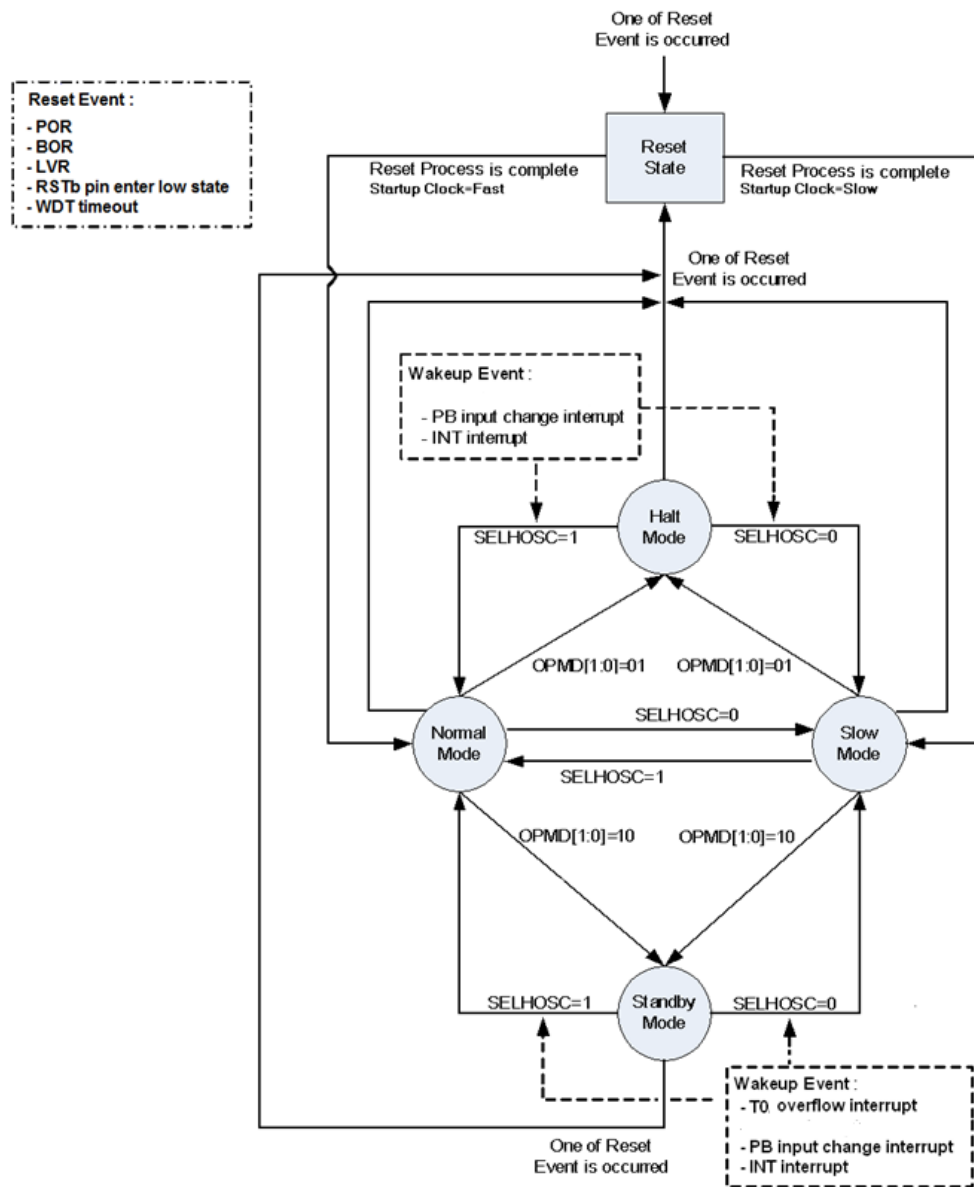 One of Reset
Event is occurred
Reset Event :
- POR
- BOR
- LVR
- RSTb pin enter low state
- WDT timeout
Reset
State
Reset Process is complete
Startup Clock=Fast
Reset Process is complete
Startup Clock=Slow
One of Reset
Event is occurred
Wakeup Event :
- PB input change interrupt
- INT interrupt
Halt
Mode
SELHOSC=1
SELHOSC=0
OPMD[1:0]=01
OPMD[1:0]=01
Normal
Mode
SELHOSC=0
SELHOSC=1
Slow
Mode
OPMD[1:0]=10
OPMD[1:0]=10
SELHOSC=1
Standby
Mode
SELHOSC=0
Wakeup Event :
- T0 overflow interrupt
- PB input change interrupt
- INT interrupt
One of Reset
Event is occurred